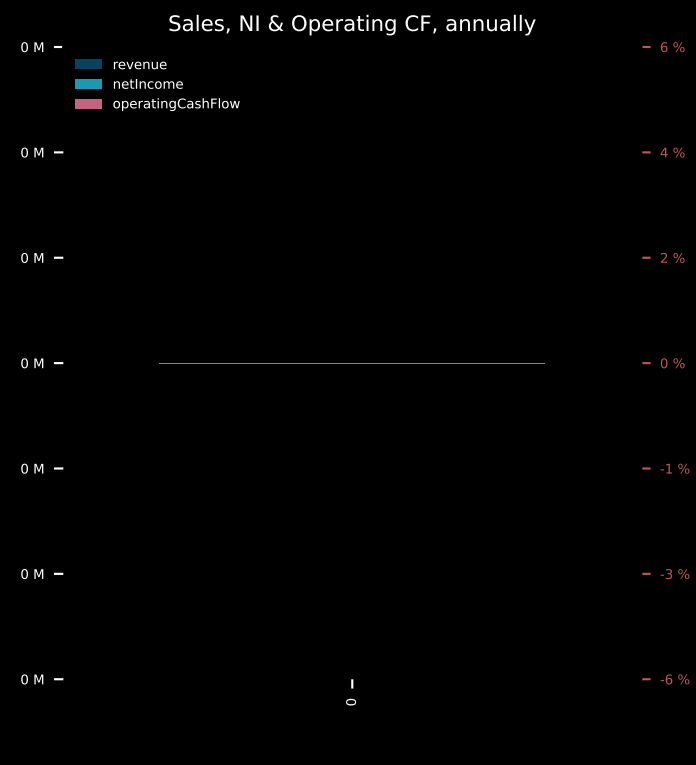 Sales, NI & Operating CF, annually
0 M
6 %
revenue
netIncome
operatingCashFlow
0 M
4 %
0 M
2 %
0 M
0 %
0 M
-1 %
0 M
-3 %
0 M
-6 %
0